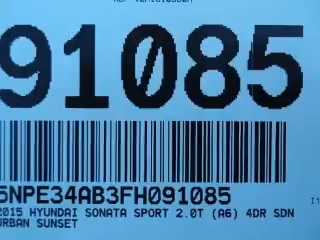 91085
5NPE34AB3FH091085
2015 HYUNDAI SONATA SPORT 2.0T (A6) 4DR SDN
URBAN SUNSET